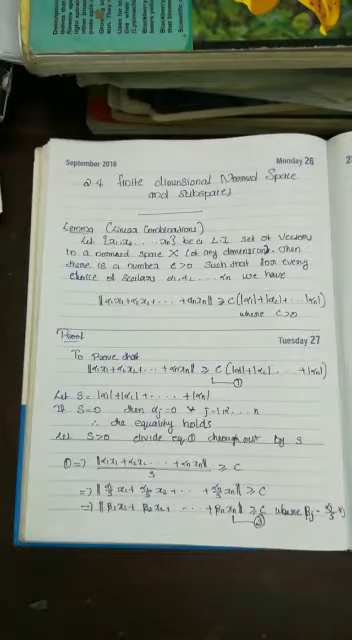 September 2016 Monday 26
2.4 finite dimensional Normed Space
and subspaces
Lemma (Linear Combinations)
Let {x1, x2, ... xn} be a L.I set of Vectors
in a normed space X (of any dimension). Then
there is a number c>0 such that for every
choice of scalars α1, α2, ... αn we have
||α1x1 + α2x2 + ... + αnxn|| ≥ C(|α1| + |α2| + ... |αn|)
where C>0
Proof Tuesday 27
To Prove that
||α1x1 + α2x2 + ... + αnxn|| ≥ C(|α1| + |α2| ... + |αn|)
①
Let S = |α1| + |α2| + ... + |αn|
If S=0 then αj=0 ∀ j=1,2...n
∴ the equality holds
Let S>0 divide eq ① throughout by S
① => ||α1x1 + α2x2 ... + αnxn|| / S ≥ C
=> || α1/S x1 + α2/S x2 + ... + αn/S xn|| ≥ C
=> || β1x1 + β2x2 + ... + βnxn|| ≥ C where βj = αj/S ∀j
②